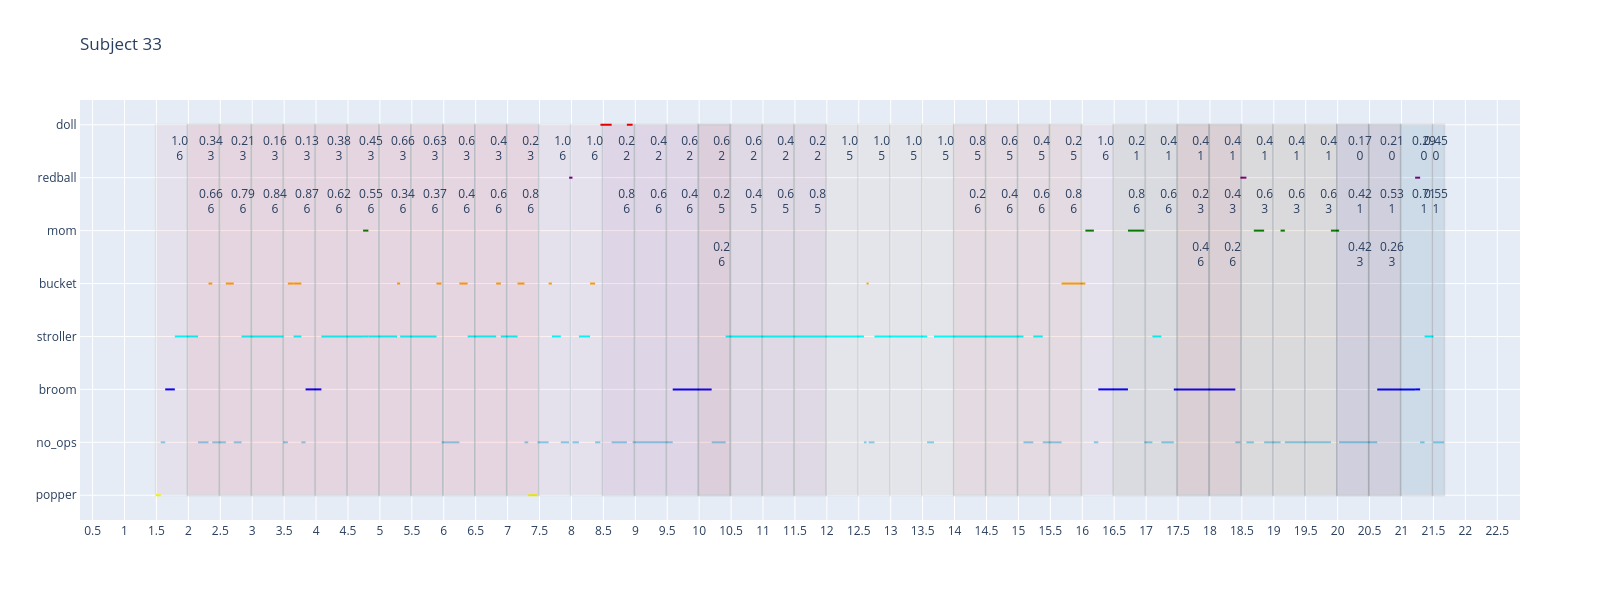 Subject 33
doll
1.0 0.34 0.21 0.16 0.13 0.38 0.45 0.66 0.63 0.6 0.4 0.2 1.0 1.0 0.2 0.4 0.6 0.2 0.6 0.6 0.4 0.2 1.0 1.0 1.0 1.0 0.8 0.6 0.4 0.2 1.0 0.2 0.4 0.4 0.4 0.4 0.4 0.4 0.17 0.21 0.29 0.45
6 3 3 3 3 3 3 3 3 3 3 3 6 6 2 2 2 2 2 2 2 2 5 5 5 5 5 5 5 5 6 1 1 1 1 1 1 1 0 0 0 0
redball
0.66 0.79 0.84 0.87 0.62 0.55 0.34 0.37 0.4 0.6 0.8 0.8 0.6 0.4 0.2 0.4 0.6 0.8 0.2 0.4 0.6 0.8 0.8 0.6 0.2 0.4 0.6 0.6 0.6 0.42 0.53 0.71 0.55
6 6 6 6 6 6 6 6 6 6 6 6 6 6 5 5 5 5 6 6 6 6 6 6 3 3 3 3 3 1 1 1 1
mom
0.2 0.4 0.2 0.42 0.26
6 6 6 3 3
bucket
stroller
broom
no_ops
popper
0.5 1 1.5 2 2.5 3 3.5 4 4.5 5 5.5 6 6.5 7 7.5 8 8.5 9 9.5 10 10.5 11 11.5 12 12.5 13 13.5 14 14.5 15 15.5 16 16.5 17 17.5 18 18.5 19 19.5 20 20.5 21 21.5 22 22.5